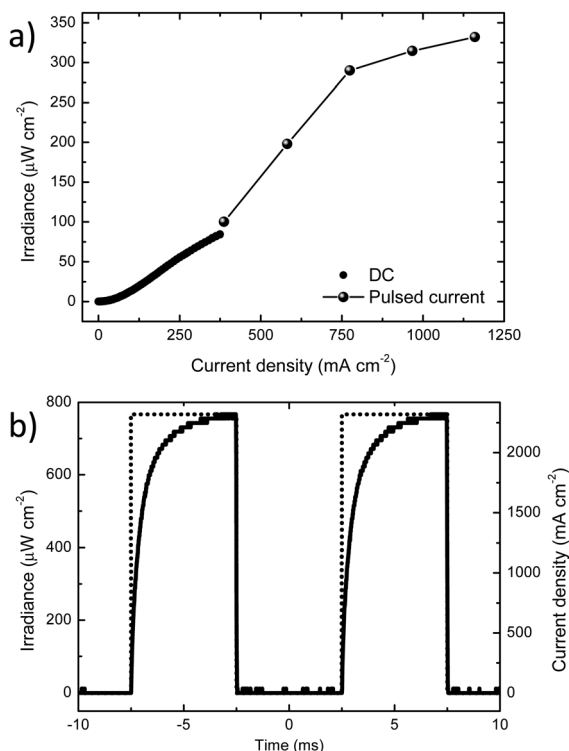 a)
350
300
250
200
150
100
50
0
Irradiance (μW cm-2)
DC
Pulsed current
0 250 500 750 1000 1250
Current density (mA cm-2)
b)
800
600
400
200
0
Irradiance (μW cm-2)
2000
1500
1000
500
0
Current density (mA cm-2)
-10 -5 0 5 10
Time (ms)